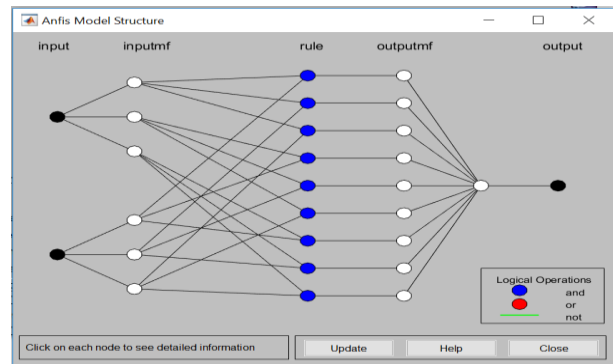 Anfis Model Structure
input inputmf rule outputmf output
Logical Operations
and
or
not
Click on each node to see detailed information
Update Help Close